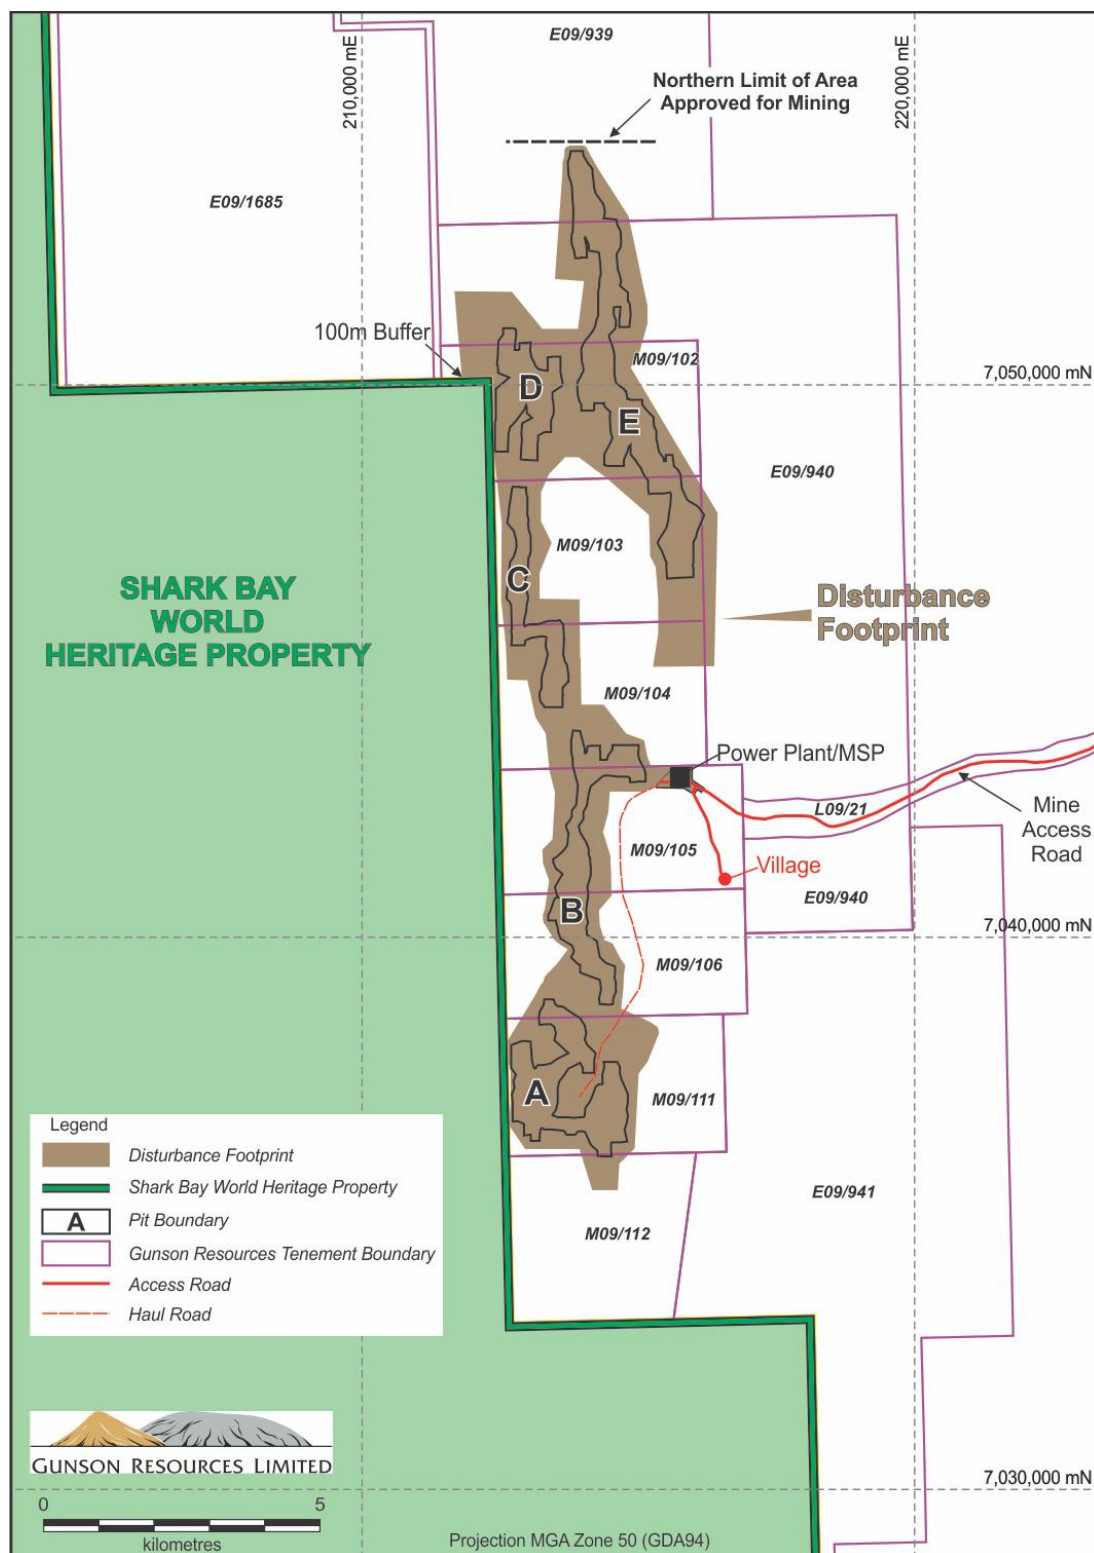 E09/939
210,000 mE
220,000 mE
Northern Limit of Area
Approved for Mining
E09/1685
100m Buffer
M09/102
7,050,000 mN
D
E
E09/940
M09/103
C
SHARK BAY
WORLD
HERITAGE PROPERTY
Disturbance
Footprint
M09/104
Power Plant/MSP
L09/21
Mine
Access
Road
M09/105
Village
E09/940
B
7,040,000 mN
M09/106
A
M09/111
Legend
Disturbance Footprint
Shark Bay World Heritage Property
A
Pit Boundary
Gunson Resources Tenement Boundary
Access Road
Haul Road
E09/941
M09/112
GUNSON RESOURCES LIMITED
7,030,000 mN
0 5
kilometres
Projection MGA Zone 50 (GDA94)